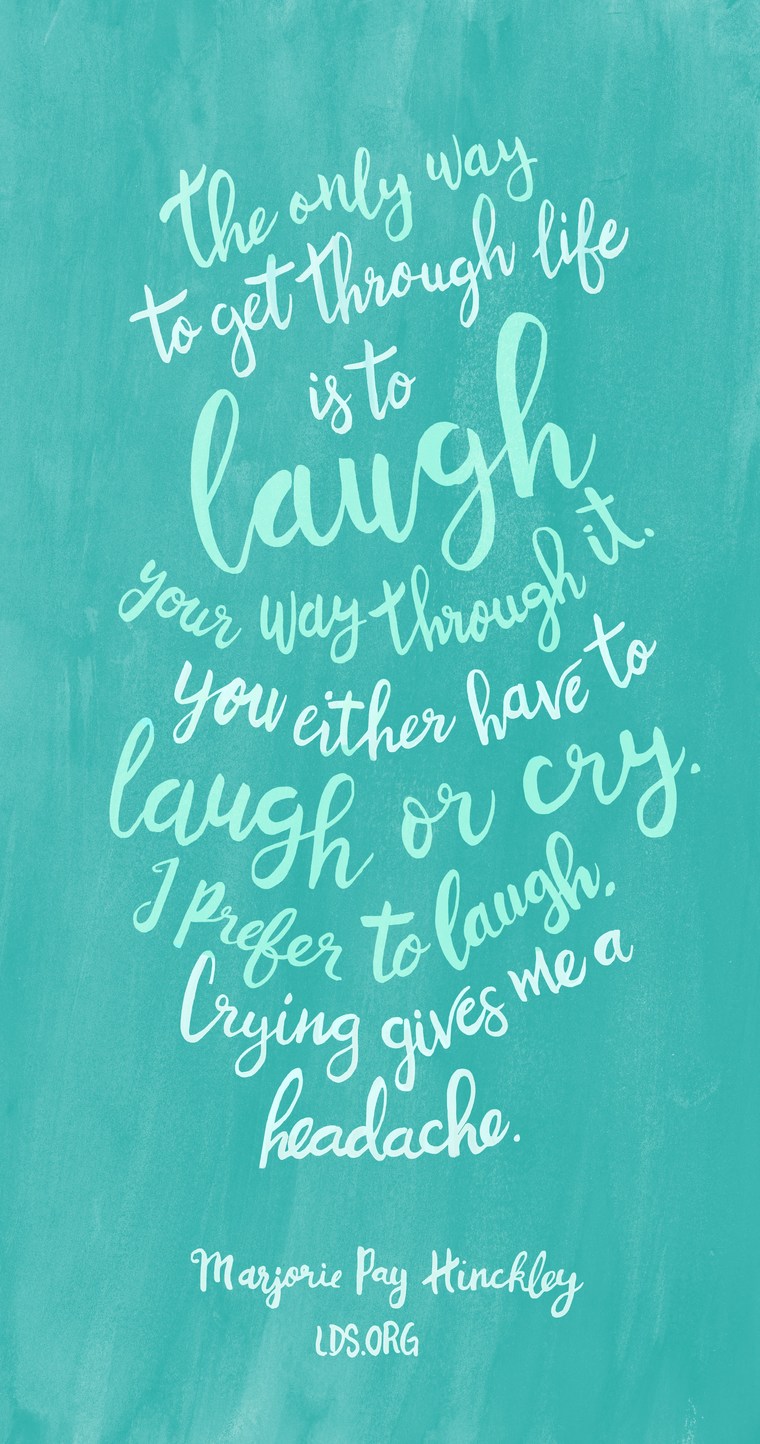 the only way
to get through life
is to
laugh
your way through it.
you either have to
laugh or cry.
I prefer to laugh.
Crying gives me a
headache.
Marjorie Pay Hinckley
LDS.ORG